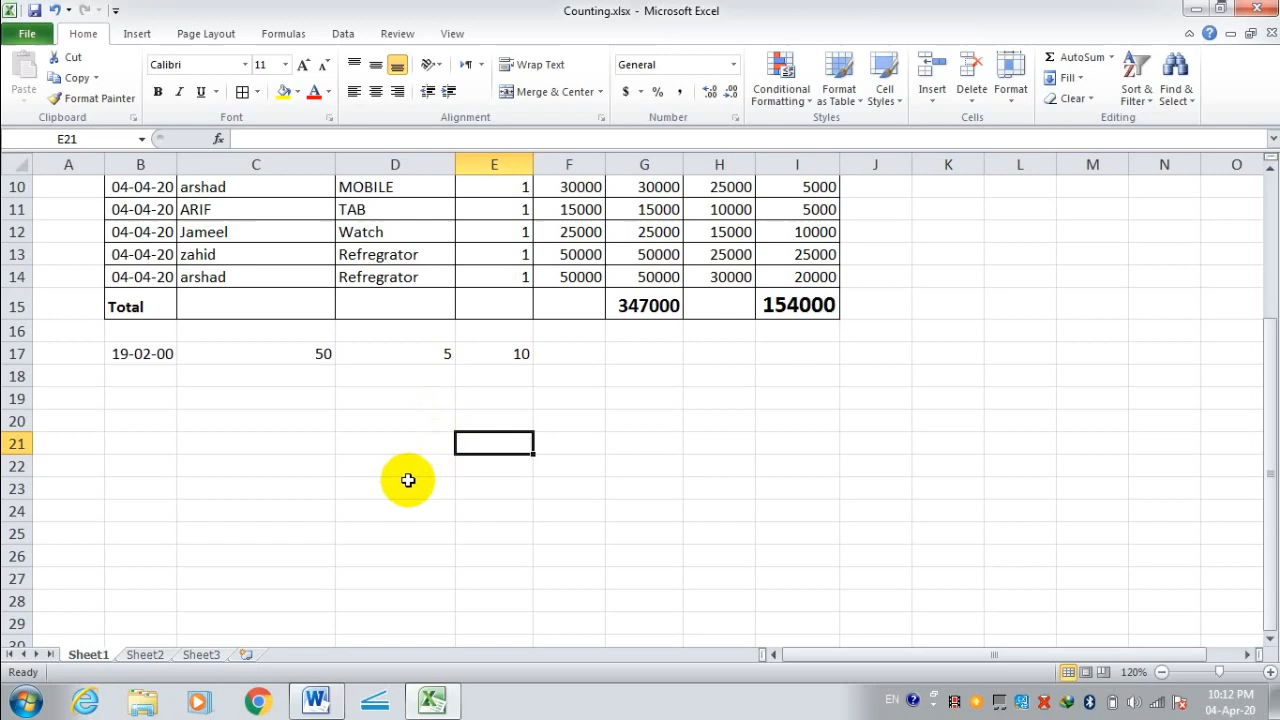 Counting.xlsx - Microsoft Excel
File Home Insert Page Layout Formulas Data Review View
Paste Cut Copy Format Painter Clipboard
Calibri 11 A A B I U A Font
Wrap Text Merge & Center Alignment
General $ % , .0 .00 .00 .0 Number
Conditional Formatting Format as Table Cell Styles Styles
Insert Delete Format Cells
Σ AutoSum Fill Clear Sort & Filter Find & Select Editing
E21 fx
A B C D E F G H I J K L M N O
10 04-04-20 arshad MOBILE 1 30000 30000 25000 5000
11 04-04-20 ARIF TAB 1 15000 15000 10000 5000
12 04-04-20 Jameel Watch 1 25000 25000 15000 10000
13 04-04-20 zahid Refregrator 1 50000 50000 25000 25000
14 04-04-20 arshad Refregrator 1 50000 50000 30000 20000
15 Total 347000 154000
16
17 19-02-00 50 5 10
18
19
20
21
22
23
24
25
26
27
28
29
30
Sheet1 Sheet2 Sheet3
Ready 120%
EN 10:12 PM
04-Apr-20